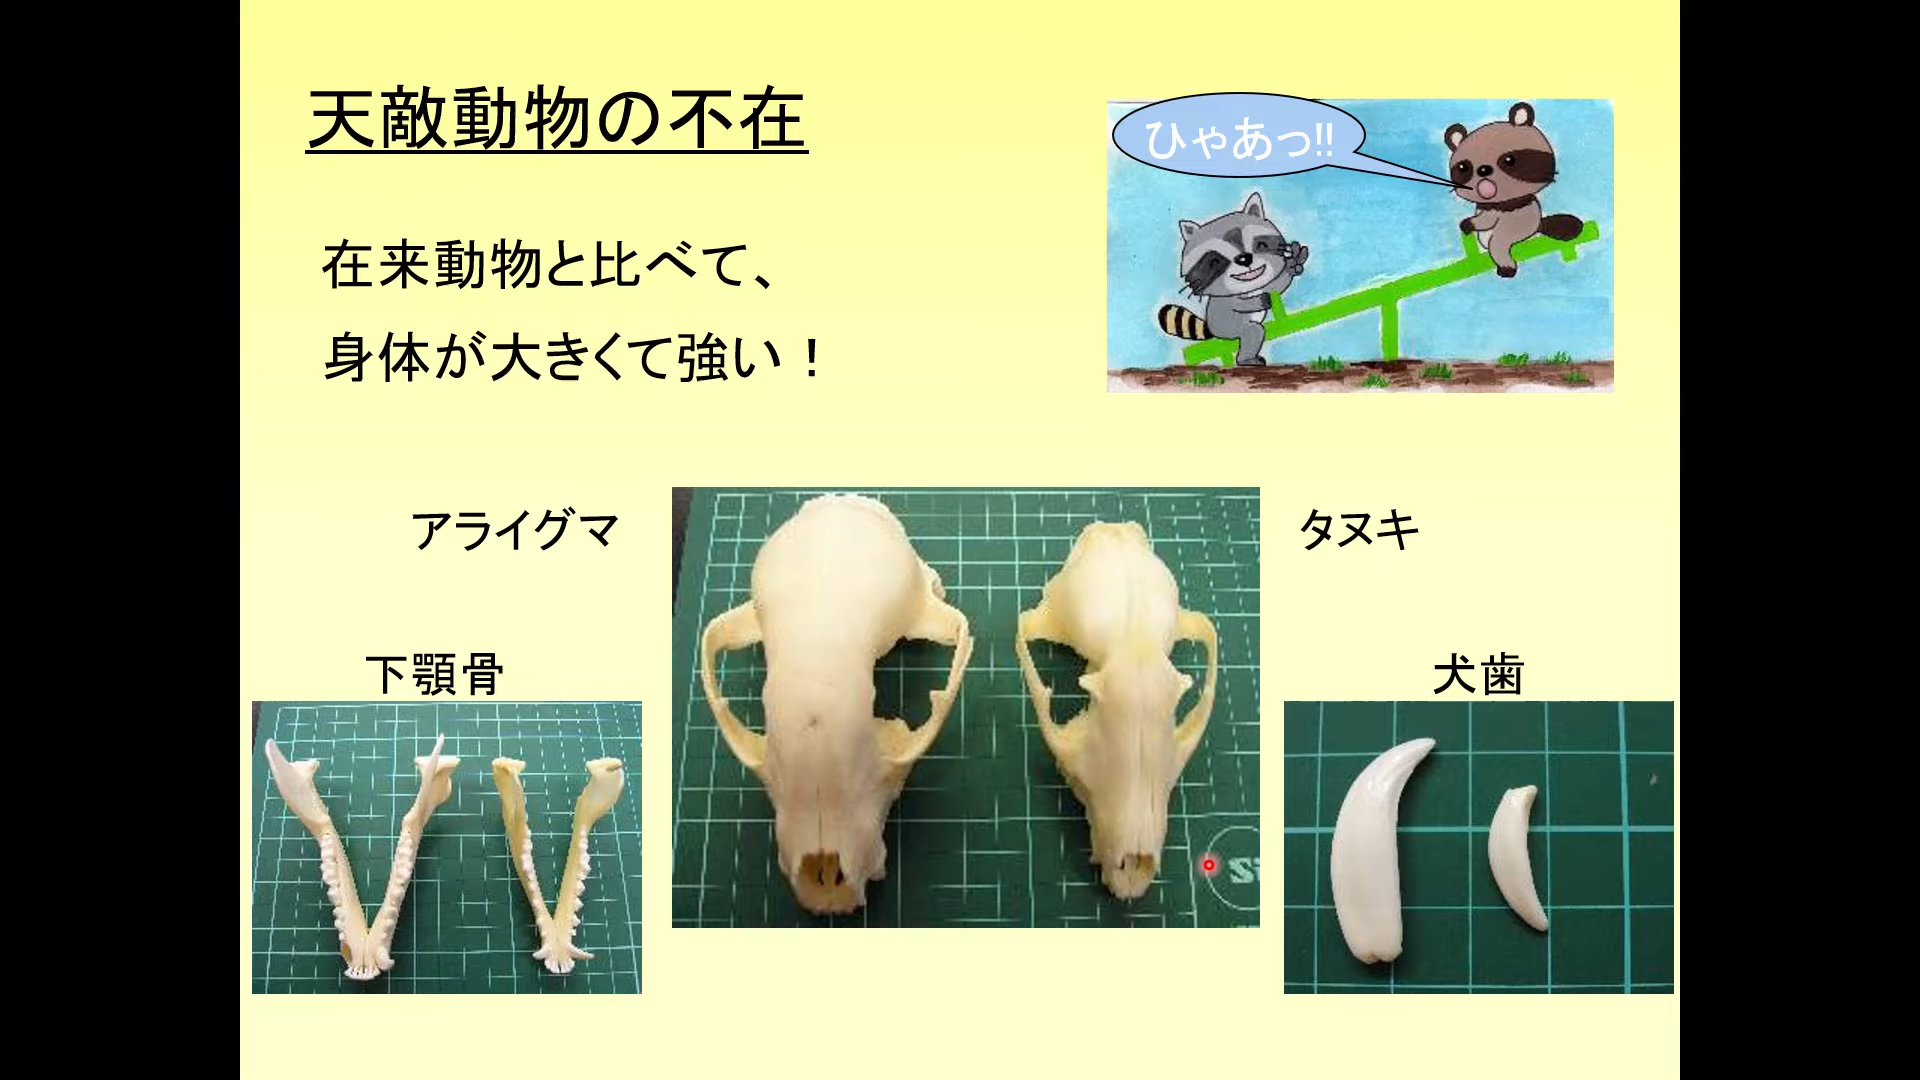 天敵動物の不在
ひゃあっ!!
在来動物と比べて、
身体が大きくて強い！
アライグマ
タヌキ
下顎骨
犬歯